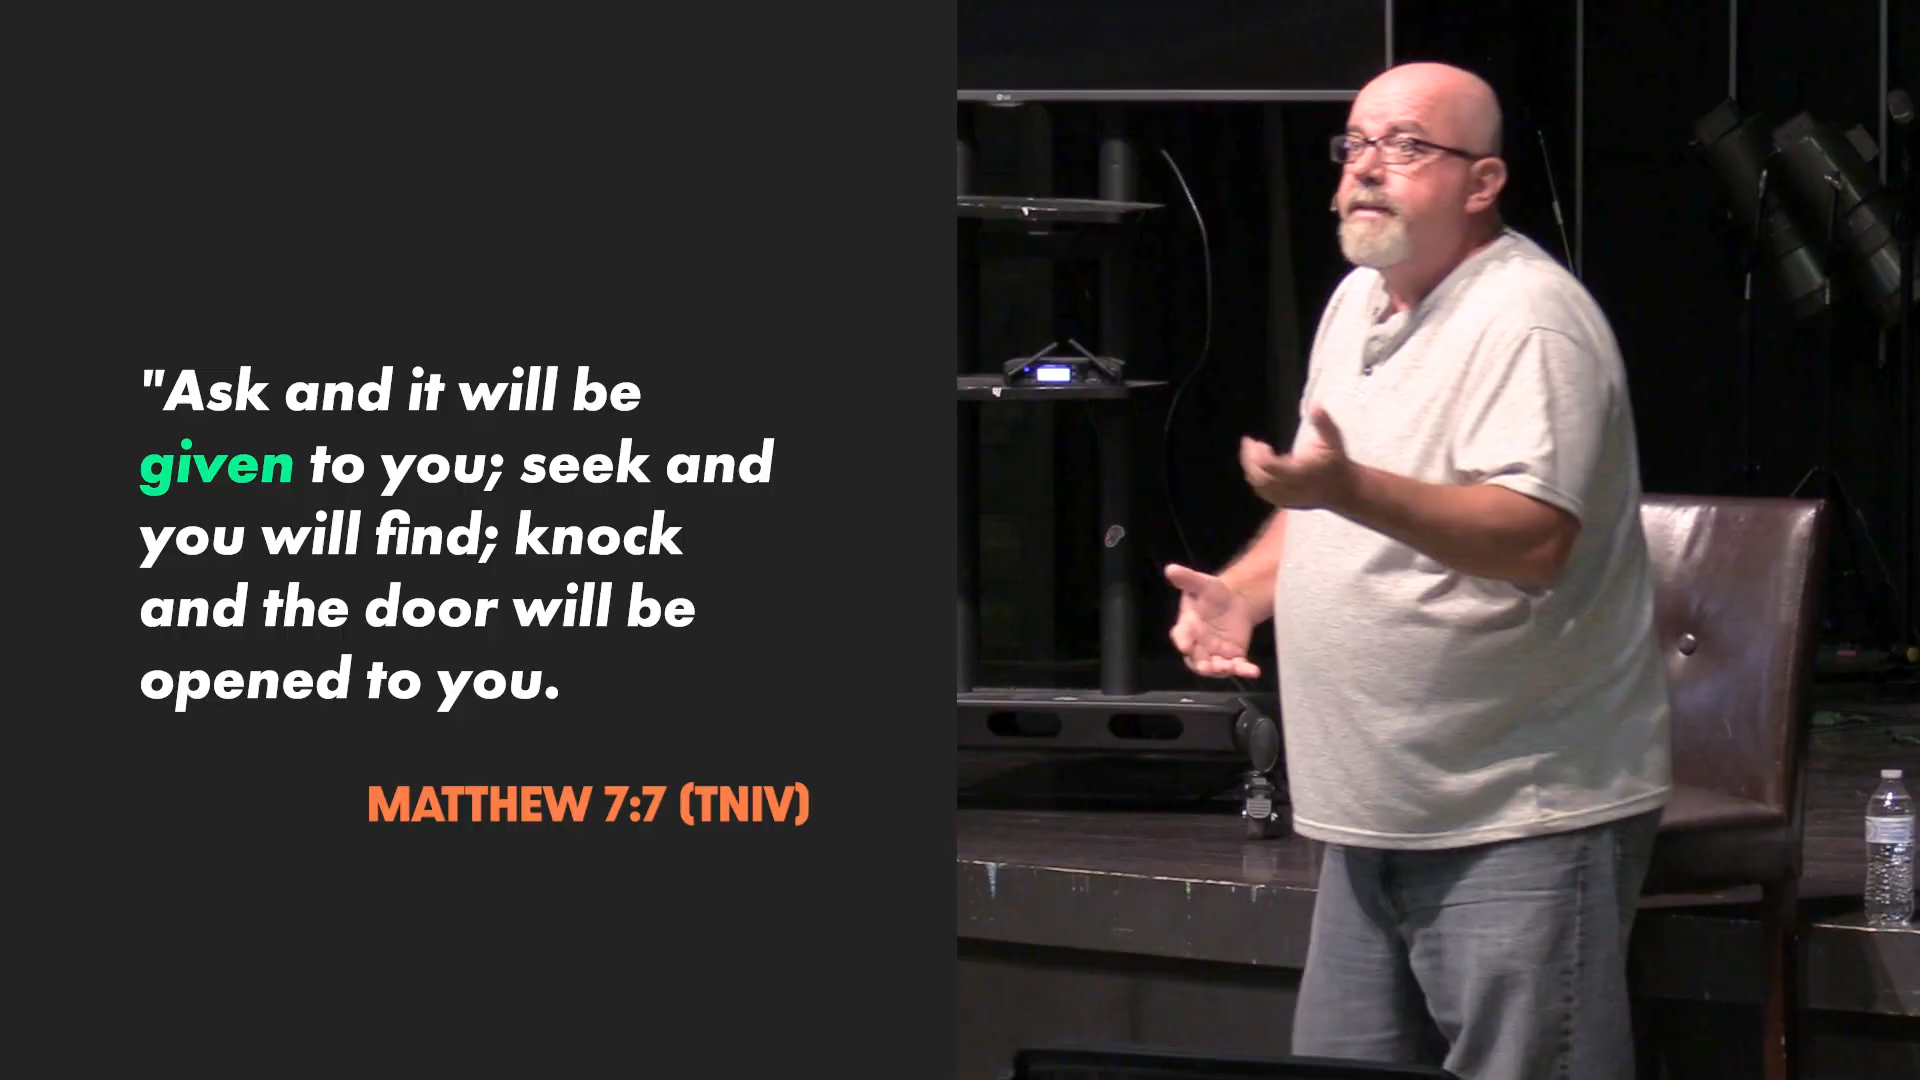 "Ask and it will be
given to you; seek and
you will find; knock
and the door will be
opened to you.
MATTHEW 7:7 (TNIV)
LG